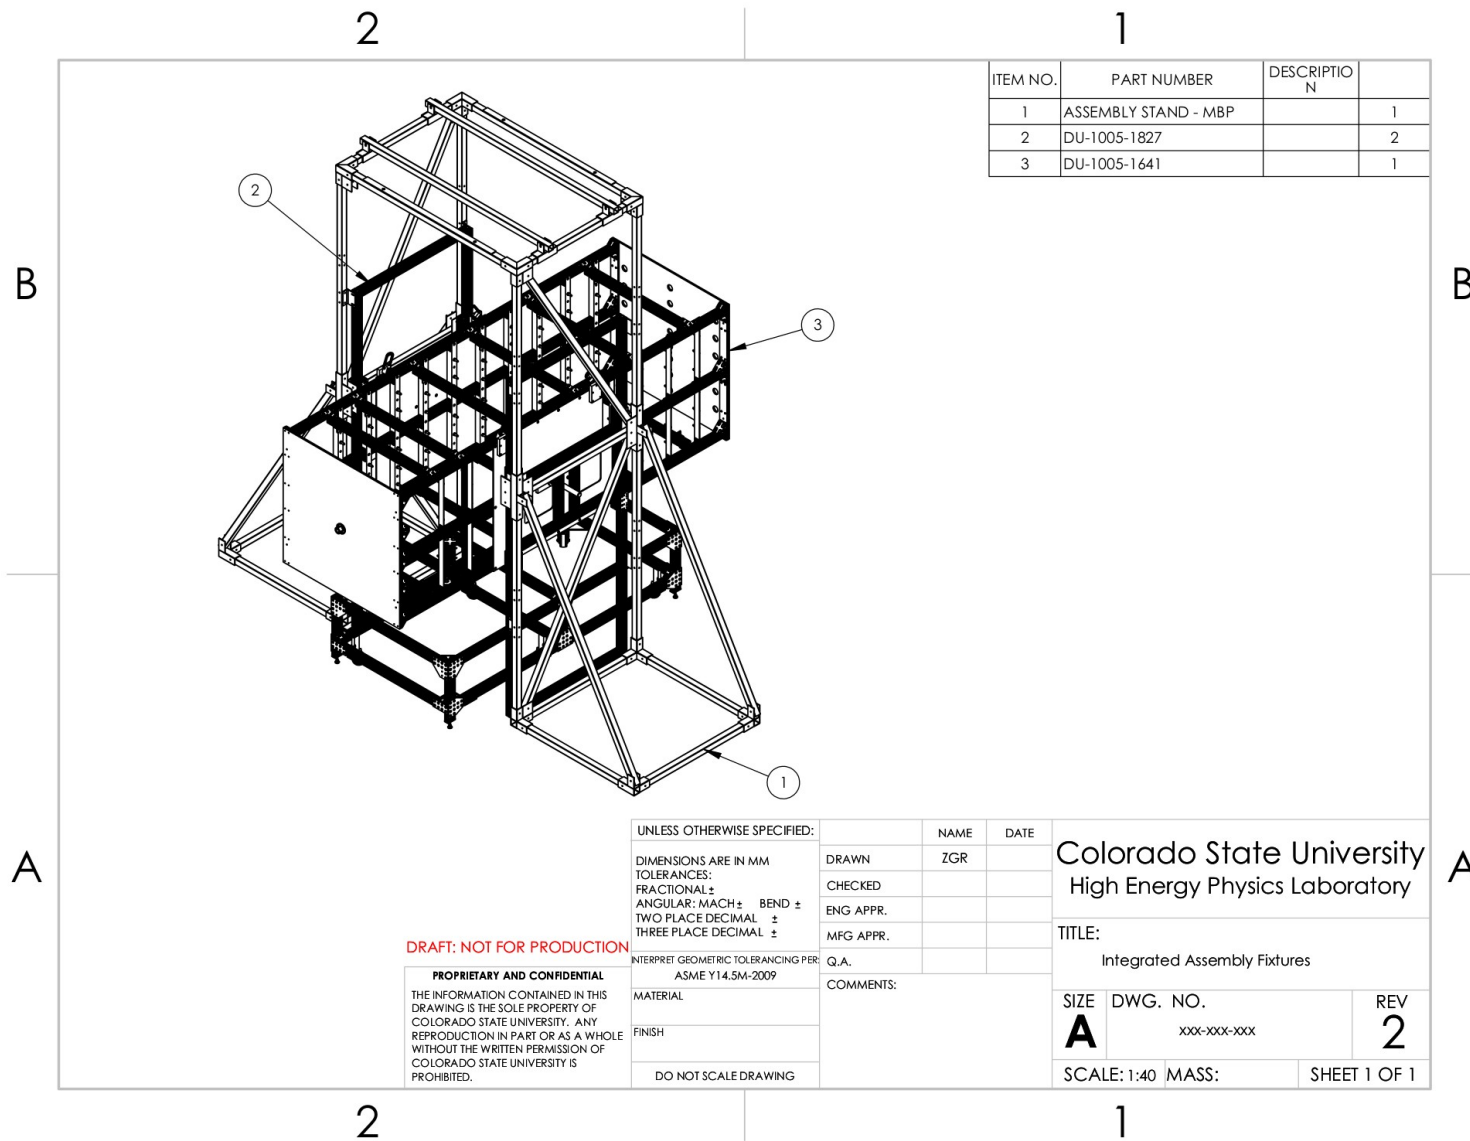 2
1
ITEM NO. PART NUMBER DESCRIPTIO
N
1 ASSEMBLY STAND - MBP 1
2 DU-1005-1827 2
3 DU-1005-1641 1
2
B
B
3
1
A
A
UNLESS OTHERWISE SPECIFIED:
DIMENSIONS ARE IN MM
TOLERANCES:
FRACTIONAL ±
ANGULAR: MACH ± BEND ±
TWO PLACE DECIMAL ±
THREE PLACE DECIMAL ±
INTERPRET GEOMETRIC TOLERANCING PER:
ASME Y14.5M-2009
MATERIAL
FINISH
DO NOT SCALE DRAWING
NAME DATE
DRAWN ZGR
CHECKED
ENG APPR.
MFG APPR.
Q.A.
COMMENTS:
Colorado State University
High Energy Physics Laboratory
TITLE:
Integrated Assembly Fixtures
SIZE DWG. NO. REV
A xxx-xxx-xxx 2
SCALE: 1:40 MASS: SHEET 1 OF 1
DRAFT: NOT FOR PRODUCTION
PROPRIETARY AND CONFIDENTIAL
THE INFORMATION CONTAINED IN THIS
DRAWING IS THE SOLE PROPERTY OF
COLORADO STATE UNIVERSITY. ANY
REPRODUCTION IN PART OR AS A WHOLE
WITHOUT THE WRITTEN PERMISSION OF
COLORADO STATE UNIVERSITY IS
PROHIBITED.
2
1